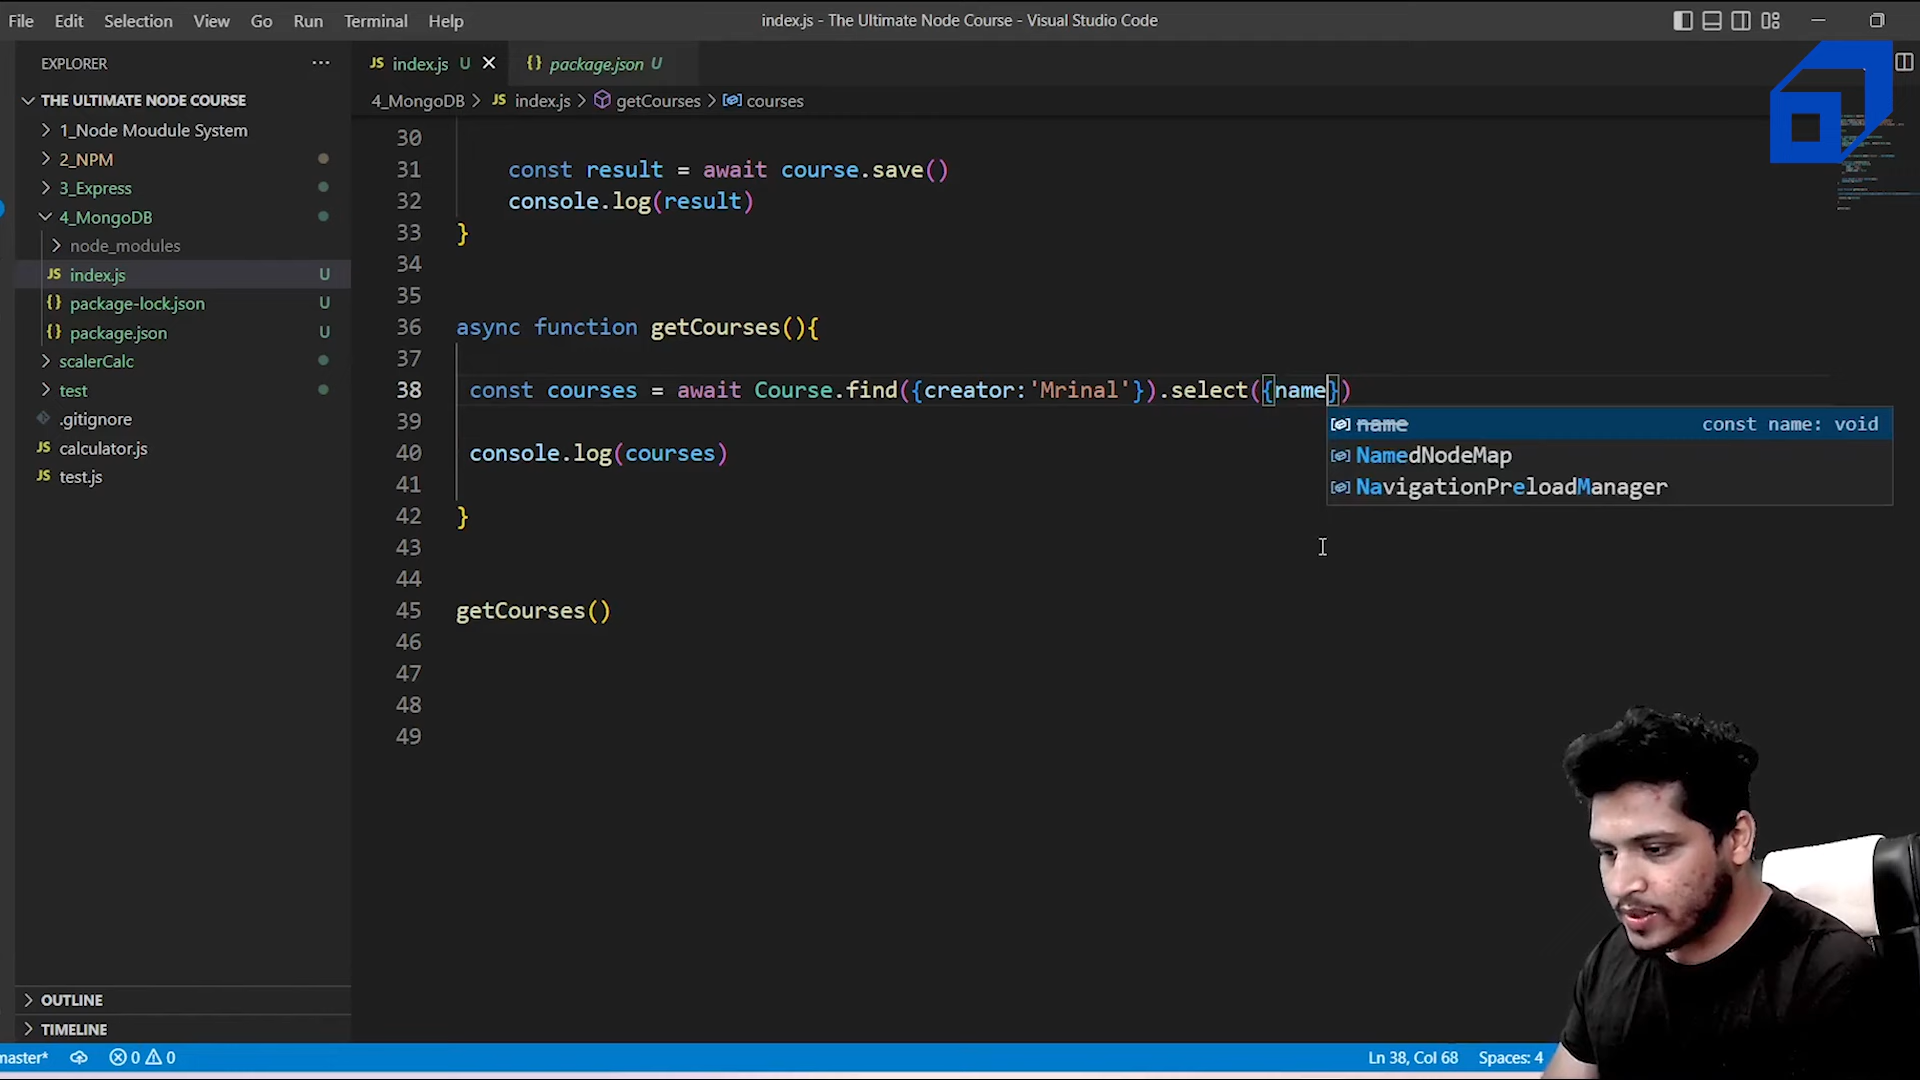 File Edit Selection View Go Run Terminal Help
index.js - The Ultimate Node Course - Visual Studio Code
EXPLORER
THE ULTIMATE NODE COURSE
1_Node Moudule System
2_NPM
3_Express
4_MongoDB
node_modules
JS index.js U
{} package-lock.json U
{} package.json U
scalerCalc
test
.gitignore
JS calculator.js
JS test.js
OUTLINE
TIMELINE
JS index.js U
{} package.json U
4_MongoDB > JS index.js > getCourses > courses
30
31 const result = await course.save()
32 console.log(result)
33 }
34
35
36 async function getCourses(){
37
38 const courses = await Course.find({creator:'Mrinal'}).select({name})
39
40 console.log(courses)
41
42 }
43
44
45 getCourses()
46
47
48
49
name const name: void
NamedNodeMap
NavigationPreloadManager
master* 0 0
Ln 38, Col 68 Spaces: 4